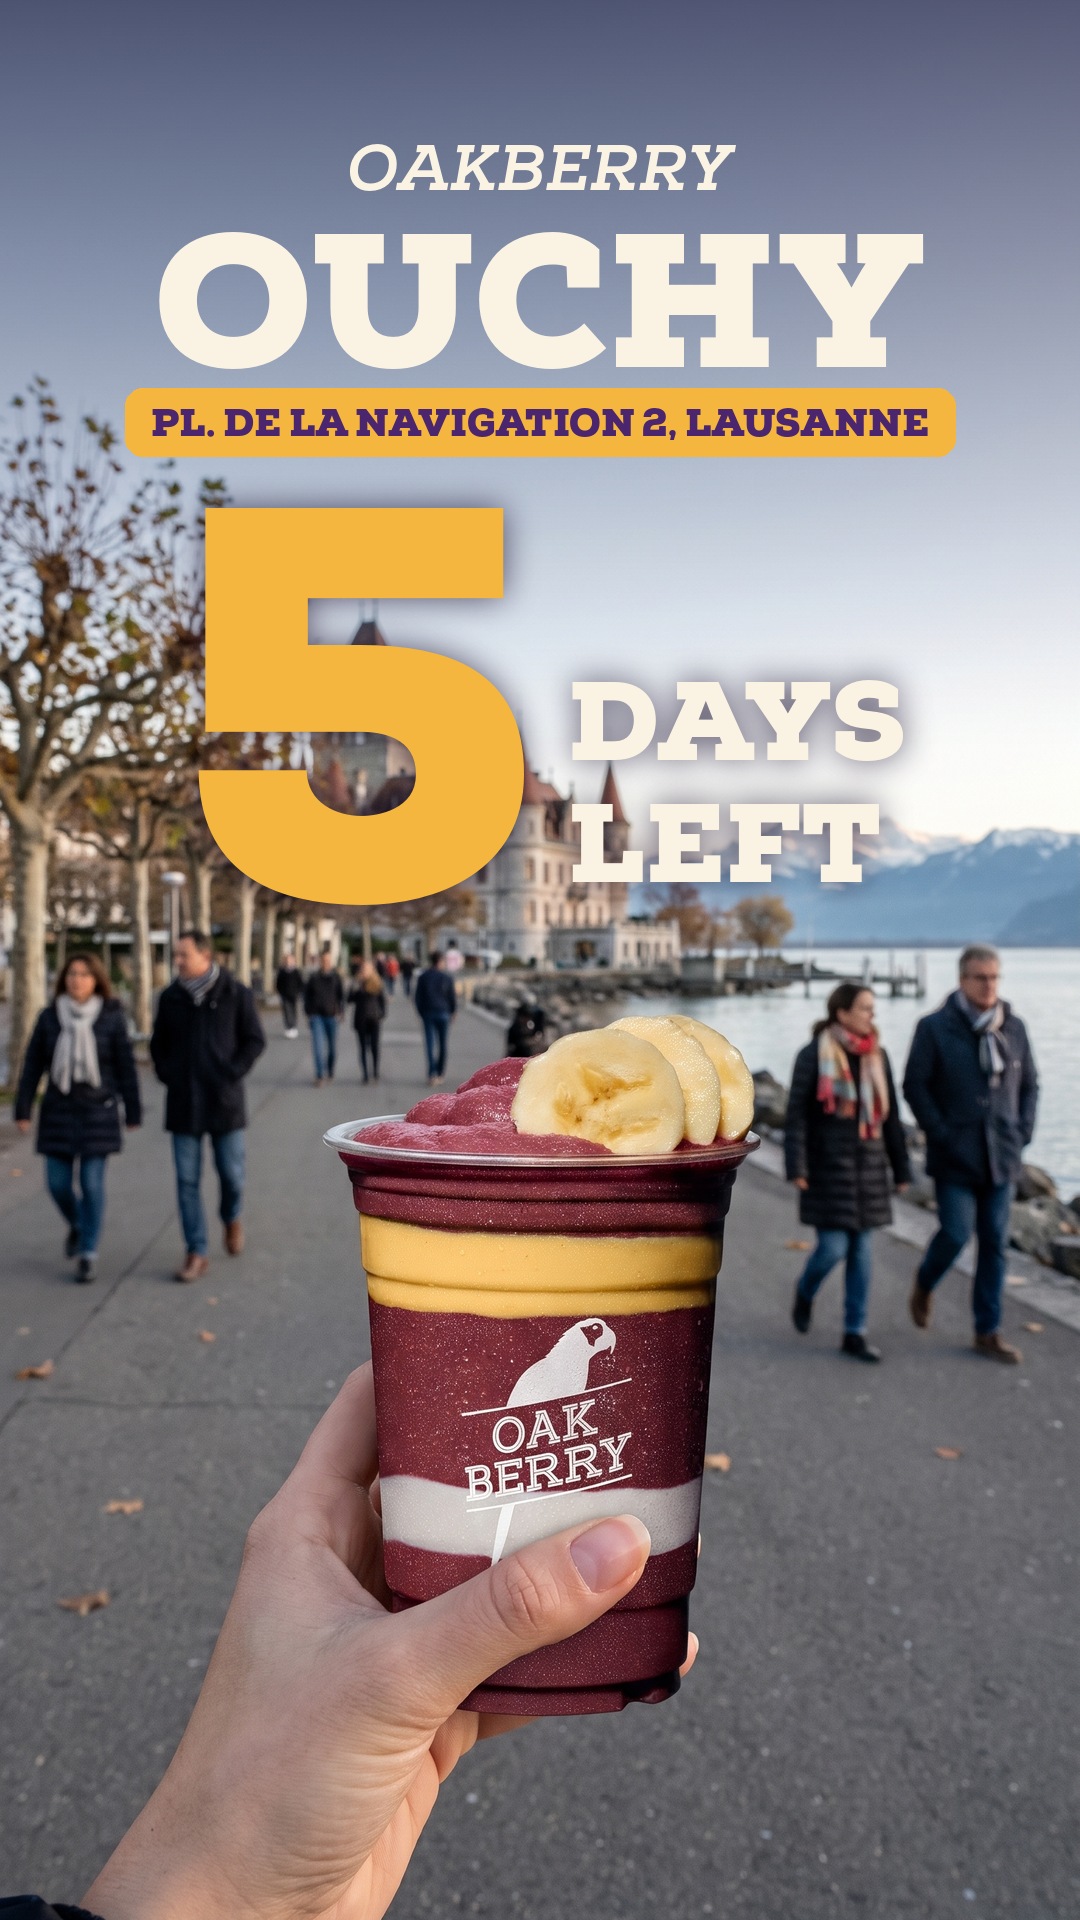 OAKBERRY
OUCHY
PL. DE LA NAVIGATION 2, LAUSANNE
5
DAYS
LEFT
OAK
BERRY